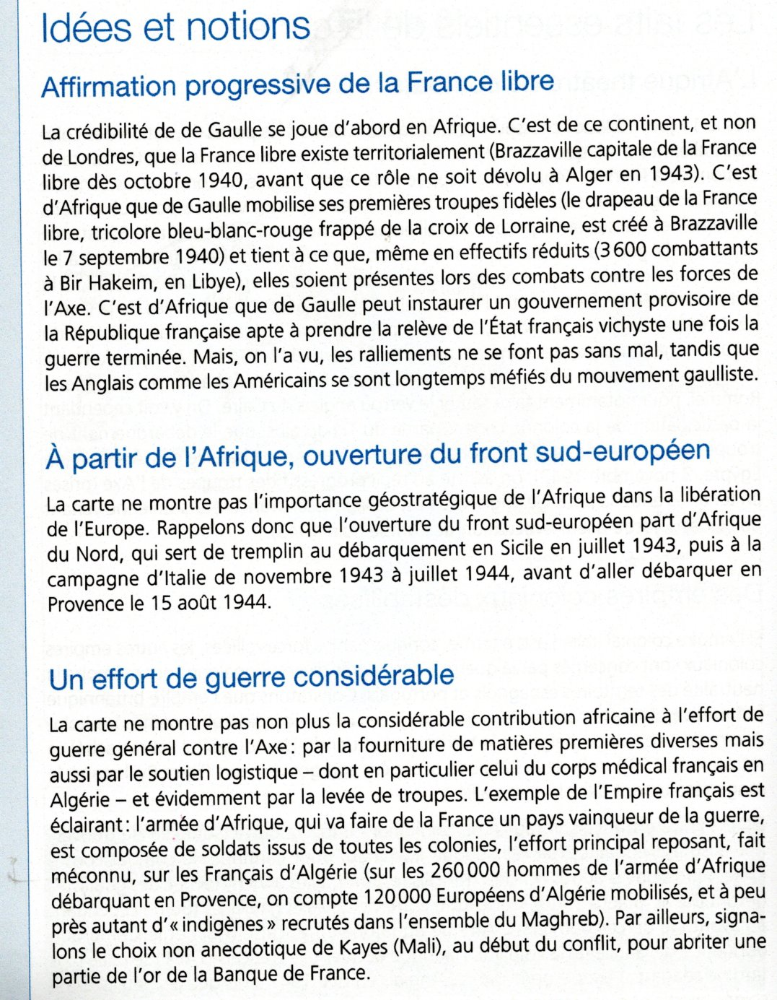 Idées et notions
Affirmation progressive de la France libre
La crédibilité de de Gaulle se joue d'abord en Afrique. C'est de ce continent, et non
de Londres, que la France libre existe territorialement (Brazzaville capitale de la France
libre dès octobre 1940, avant que ce rôle ne soit dévolu à Alger en 1943). C'est
d'Afrique que de Gaulle mobilise ses premières troupes fidèles (le drapeau de la France
libre, tricolore bleu-blanc-rouge frappé de la croix de Lorraine, est créé à Brazzaville
le 7 septembre 1940) et tient à ce que, même en effectifs réduits (3 600 combattants
à Bir Hakeim, en Libye), elles soient présentes lors des combats contre les forces de
l'Axe. C'est d'Afrique que de Gaulle peut instaurer un gouvernement provisoire de
la République française apte à prendre la relève de l'État français vichyste une fois la
guerre terminée. Mais, on l'a vu, les ralliements ne se font pas sans mal, tandis que
les Anglais comme les Américains se sont longtemps méfiés du mouvement gaulliste.
À partir de l'Afrique, ouverture du front sud-européen
La carte ne montre pas l'importance géostratégique de l'Afrique dans la libération
de l'Europe. Rappelons donc que l'ouverture du front sud-européen part d'Afrique
du Nord, qui sert de tremplin au débarquement en Sicile en juillet 1943, puis à la
campagne d'Italie de novembre 1943 à juillet 1944, avant d'aller débarquer en
Provence le 15 août 1944.
Un effort de guerre considérable
La carte ne montre pas non plus la considérable contribution africaine à l'effort de
guerre général contre l'Axe : par la fourniture de matières premières diverses mais
aussi par le soutien logistique – dont en particulier celui du corps médical français en
Algérie – et évidemment par la levée de troupes. L'exemple de l'Empire français est
éclairant : l'armée d'Afrique, qui va faire de la France un pays vainqueur de la guerre,
est composée de soldats issus de toutes les colonies, l'effort principal reposant, fait
méconnu, sur les Français d'Algérie (sur les 260 000 hommes de l'armée d'Afrique
débarquant en Provence, on compte 120 000 Européens d'Algérie mobilisés, et à peu
près autant d'« indigènes » recrutés dans l'ensemble du Maghreb). Par ailleurs, signa-
lons le choix non anecdotique de Kayes (Mali), au début du conflit, pour abriter une
partie de l'or de la Banque de France.